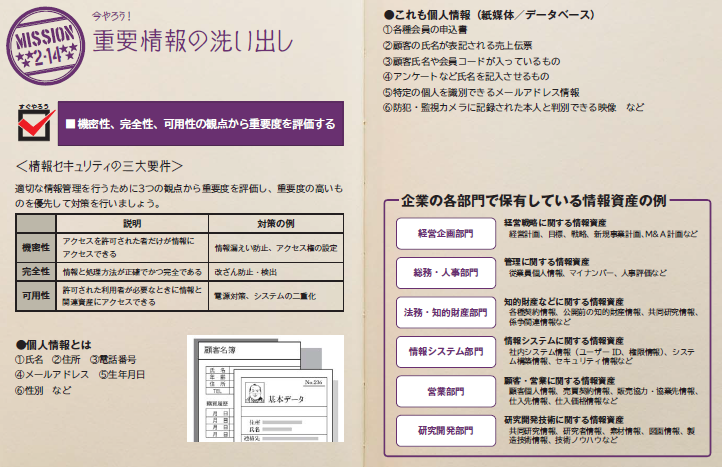 MISSION
2-14
今やろう！
重要情報の洗い出し
すぐやろう
■機密性、完全性、可用性の観点から重要度を評価する
＜情報セキュリティの三大要件＞
適切な情報管理を行うために3つの観点から重要度を評価し、重要度の高いも
のを優先して対策を行いましょう。
説明 対策の例
機密性 アクセスを許可された者だけが情報に
アクセスできる 情報漏えい防止、アクセス権の設定
完全性 情報と処理方法が正確でかつ完全である 改ざん防止・検出
可用性 許可された利用者が必要なときに情報と
関連資産にアクセスできる 電源対策、システムの二重化
●個人情報とは
①氏名 ②住所 ③電話番号
④メールアドレス ⑤生年月日
⑥性別 など
顧客名簿
氏 名
年 齢
住 所
TEL
購買履歴
月 日
月 日
月 日
月 日
No.236
基本データ
住所
氏名
連絡先
●これも個人情報（紙媒体／データベース）
①各種会員の申込書
②顧客の氏名が表記される売上伝票
③顧客氏名や会員コードが入っているもの
④アンケートなど氏名を記入させるもの
⑤特定の個人を識別できるメールアドレス情報
⑥防犯・監視カメラに記録された本人と判別できる映像 など
企業の各部門で保有している情報資産の例
経営企画部門
経営戦略に関する情報資産
経営計画、目標、戦略、新規事業計画、M&A計画など
総務・人事部門
管理に関する情報資産
従業員個人情報、マイナンバー、人事評価など
法務・知的財産部門
知的財産などに関する情報資産
各種契約情報、公開前の知的財産情報、共同研究情報、
係争関連情報など
情報システム部門
情報システムに関する情報資産
社内システム情報（ユーザーID、権限情報）、システ
ム構築情報、セキュリティ情報など
営業部門
顧客・営業に関する情報資産
顧客個人情報、売買契約情報、販売協力・協業先情報、
仕入先情報、仕入価格情報など
研究開発部門
研究開発技術に関する情報資産
共同研究情報、研究者情報、素材情報、図面情報、製
造技術情報、技術ノウハウなど